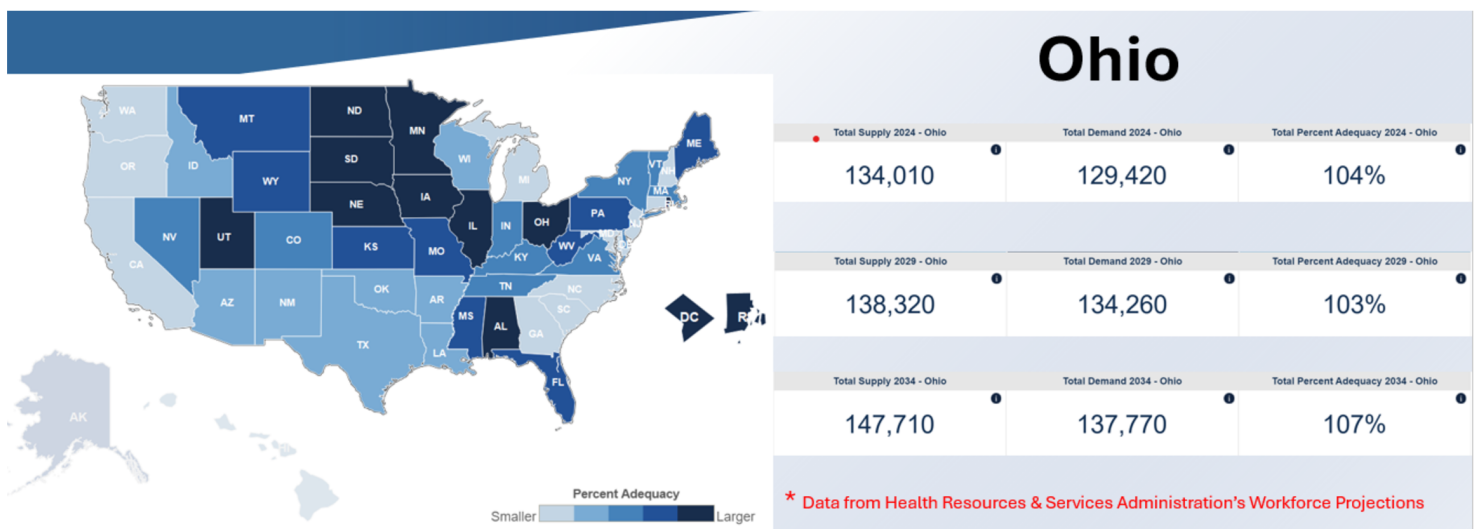 Ohio
Total Supply 2024 - Ohio
Total Demand 2024 - Ohio
Total Percent Adequacy 2024 - Ohio
134,010
129,420
104%
Total Supply 2029 - Ohio
Total Demand 2029 - Ohio
Total Percent Adequacy 2029 - Ohio
138,320
134,260
103%
Total Supply 2034 - Ohio
Total Demand 2034 - Ohio
Total Percent Adequacy 2034 - Ohio
147,710
137,770
107%
* Data from Health Resources & Services Administration's Workforce Projections
WA
MT
ND
MN
ME
OR
ID
SD
WI
VT
NH
WY
MI
NY
MA
NE
IA
PA
NV
UT
CO
IL
IN
OH
NJ
MD
KS
MO
WV
VA
KY
CA
OK
TN
NC
AZ
NM
AR
SC
MS
AL
GA
DC
TX
LA
FL
AK
Percent Adequacy
Smaller
Larger